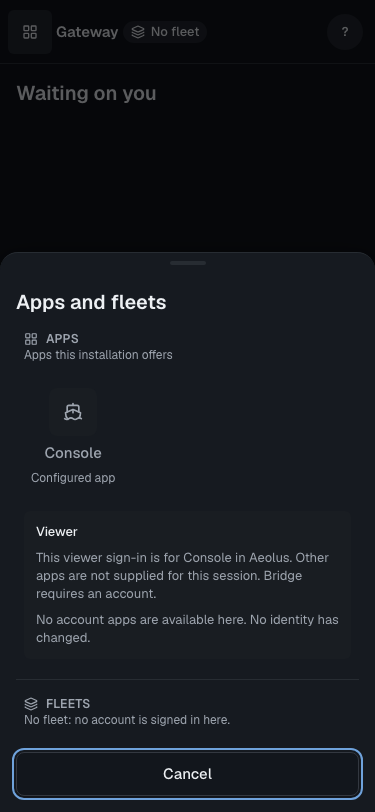 Gateway
No fleet
?
Waiting on you
Apps and fleets
APPS
Apps this installation offers
Console
Configured app
Viewer
This viewer sign-in is for Console in Aeolus. Other
apps are not supplied for this session. Bridge
requires an account.
No account apps are available here. No identity has
changed.
FLEETS
No fleet: no account is signed in here.
Cancel